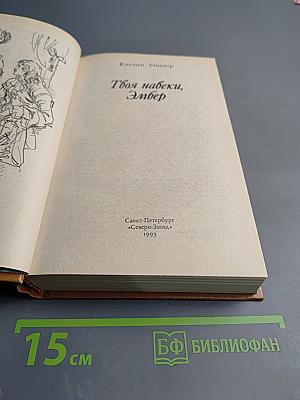 Кэтлин Уинзор
Твоя навеки,
Эмбер
Санкт-Петербург
«Северо-Запад»
1993
15 см
БФ БИБЛИОФАН